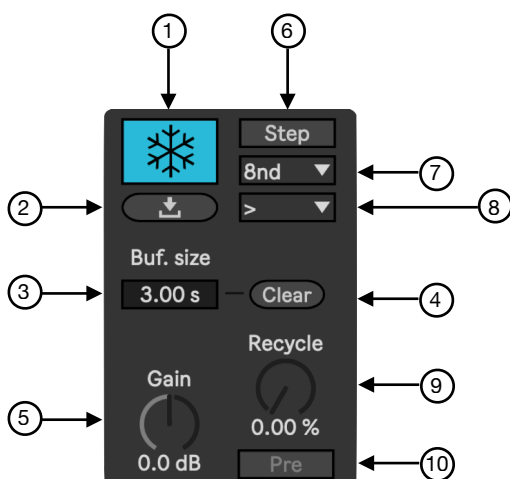 1
6
Step
8nd
7
2
>
8
Buf. size
3
3.00 s
Clear
4
Recycle
Gain
9
5
0.00 %
0.0 dB
Pre
10